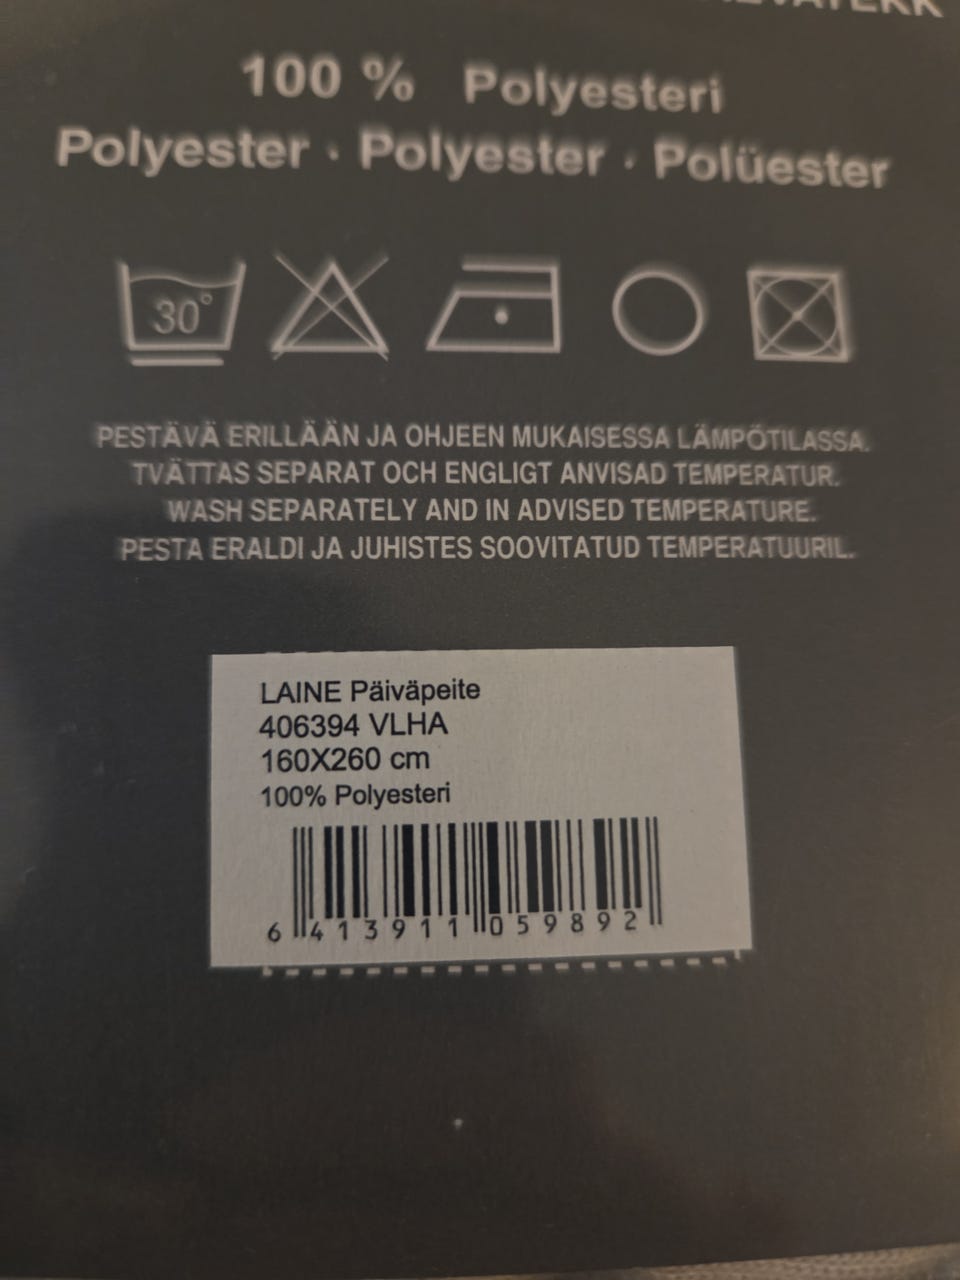 100 % Polyesteri
Polyester · Polyester · Polüester
30°
PESTÄVÄ ERILLÄÄN JA OHJEEN MUKAISESSA LÄMPÖTILASSA.
TVÄTTAS SEPARAT OCH ENGLIGT ANVISAD TEMPERATUR.
WASH SEPARATELY AND IN ADVISED TEMPERATURE.
PESTA ERALDI JA JUHISTES SOOVITATUD TEMPERATUURIL.
LAINE Päiväpeite
406394 VLHA
160X260 cm
100% Polyesteri
6 413911 059892